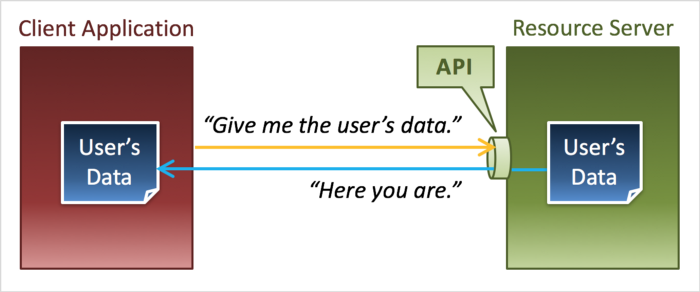 Client Application
Resource Server
API
“Give me the user’s data.”
User’s
Data
User’s
Data
“Here you are.”